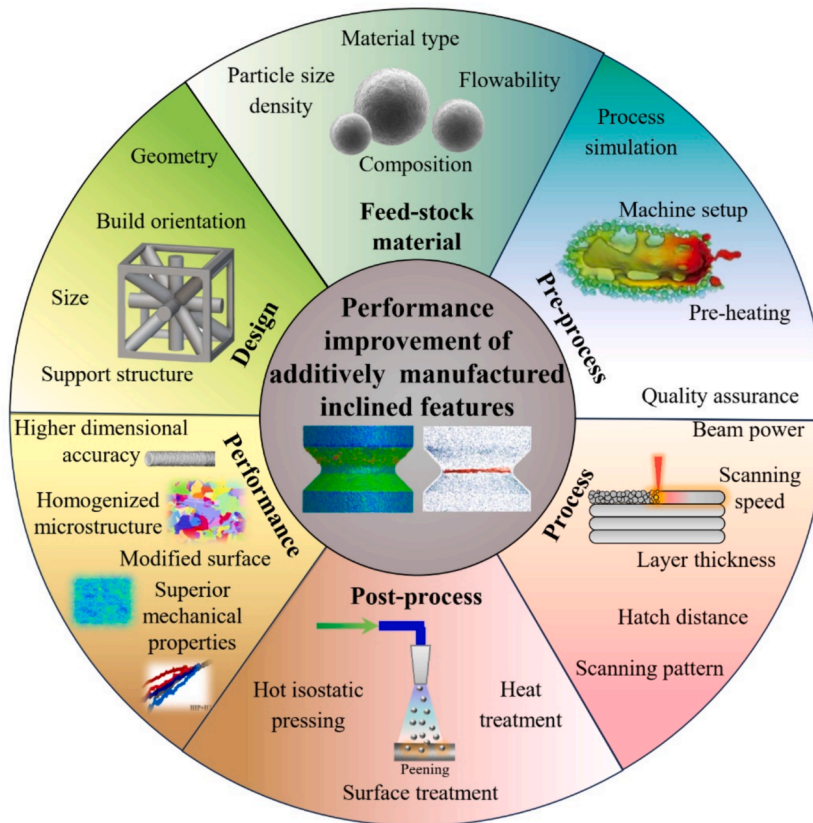 Material type
Particle size
density
Flowability
Composition
Feed-stock
material
Process
simulation
Machine setup
Pre-heating
Quality assurance
Pre-process
Beam power
Scanning
speed
Layer thickness
Hatch distance
Scanning pattern
Process
Post-process
Hot isostatic
pressing
Heat
treatment
Peening
Surface treatment
Performance
Higher dimensional
accuracy
Homogenized
microstructure
Modified surface
Superior
mechanical
properties
Design
Geometry
Build orientation
Size
Support structure
Performance
improvement of
additively manufactured
inclined features